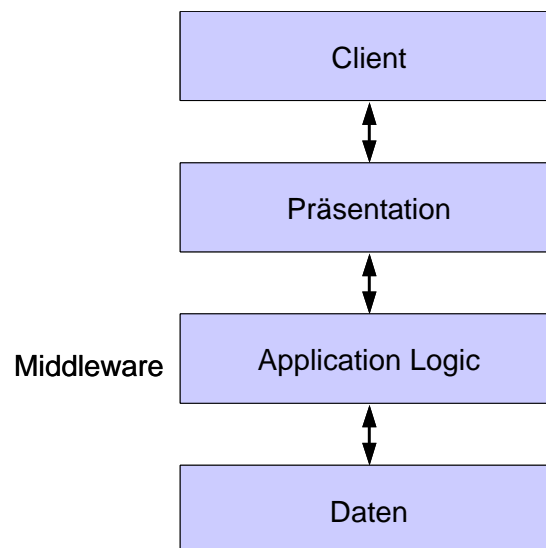 Client
Präsentation
Middleware
Application Logic
Daten